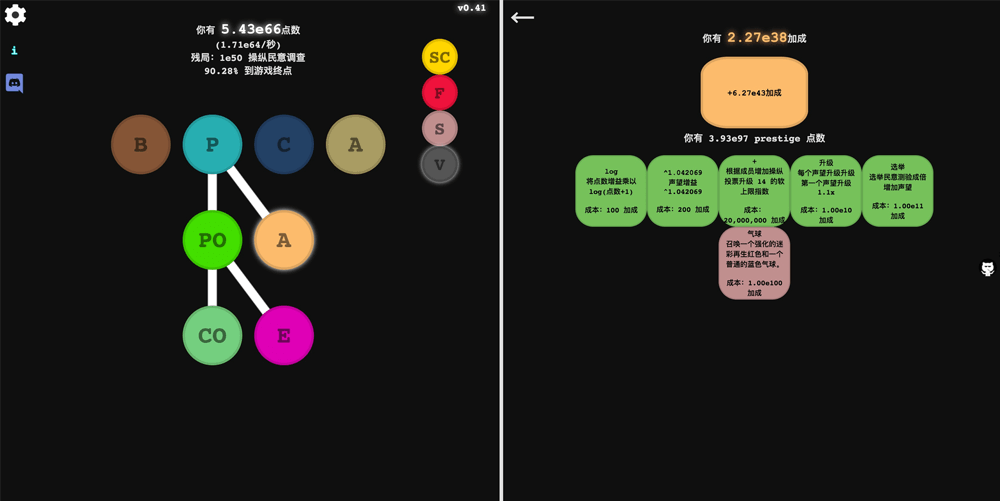 v0.41
你有 5.43e66点数
(1.71e64/秒)
残局: 1e50 操纵民意调查
90.28% 到游戏终点
i
SC
F
S
V
B
P
C
A
PO
A
CO
E
你有 2.27e38加成
+6.27e43加成
你有 3.93e97 prestige 点数
log
将点数增益乘以
log(点数+1)
成本: 100 加成
^1.042069
声望增益
^1.042069
成本: 200 加成
+
根据成员增加操纵
投票升级 14 的软
上限指数
成本:
20,000,000 加成
升级
每个声望升级升级
第一个声望升级
1.1x
成本: 1.00e10
加成
选举
选举民意测验成倍
增加声望
成本: 1.00e11
加成
气球
召唤一个强化的迷
彩再生红色和一个
普通的蓝色气球。
成本: 1.00e100
加成